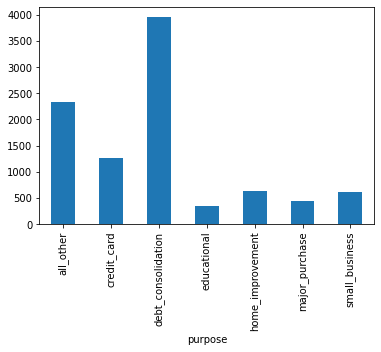 4000
3500
3000
2500
2000
1500
1000
500
0
all_other
credit_card
debt_consolidation
educational
home_improvement
major_purchase
small_business
purpose